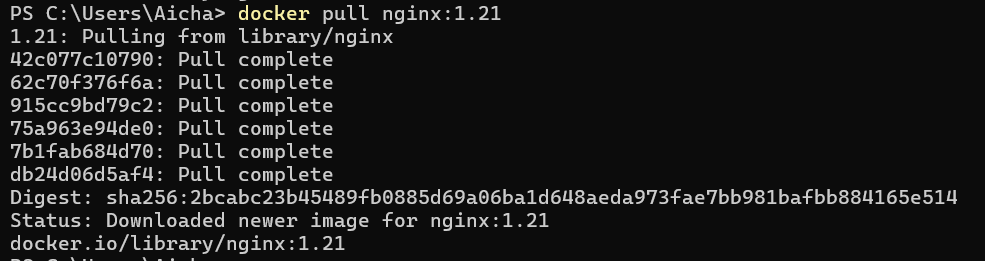 PS C:\Users\Aicha> docker pull nginx:1.21
1.21: Pulling from library/nginx
42c077c10790: Pull complete
62c70f376f6a: Pull complete
915cc9bd79c2: Pull complete
75a963e94de0: Pull complete
7b1fab684d70: Pull complete
db24d06d5af4: Pull complete
Digest: sha256:2bcabc23b45489fb0885d69a06ba1d648aeda973fae7bb981bafbb884165e514
Status: Downloaded newer image for nginx:1.21
docker.io/library/nginx:1.21